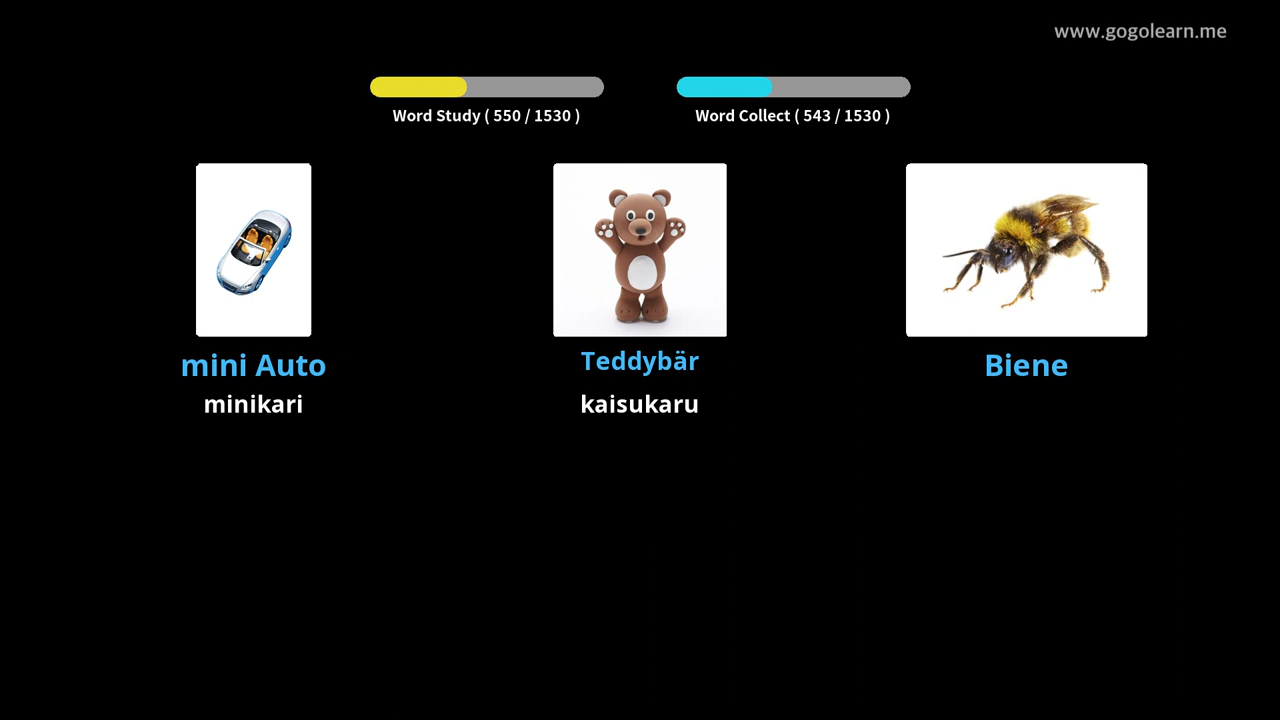 www.gogolearn.me
Word Study ( 550 / 1530 )
Word Collect ( 543 / 1530 )
mini Auto
minikari
Teddybär
kaisukaru
Biene